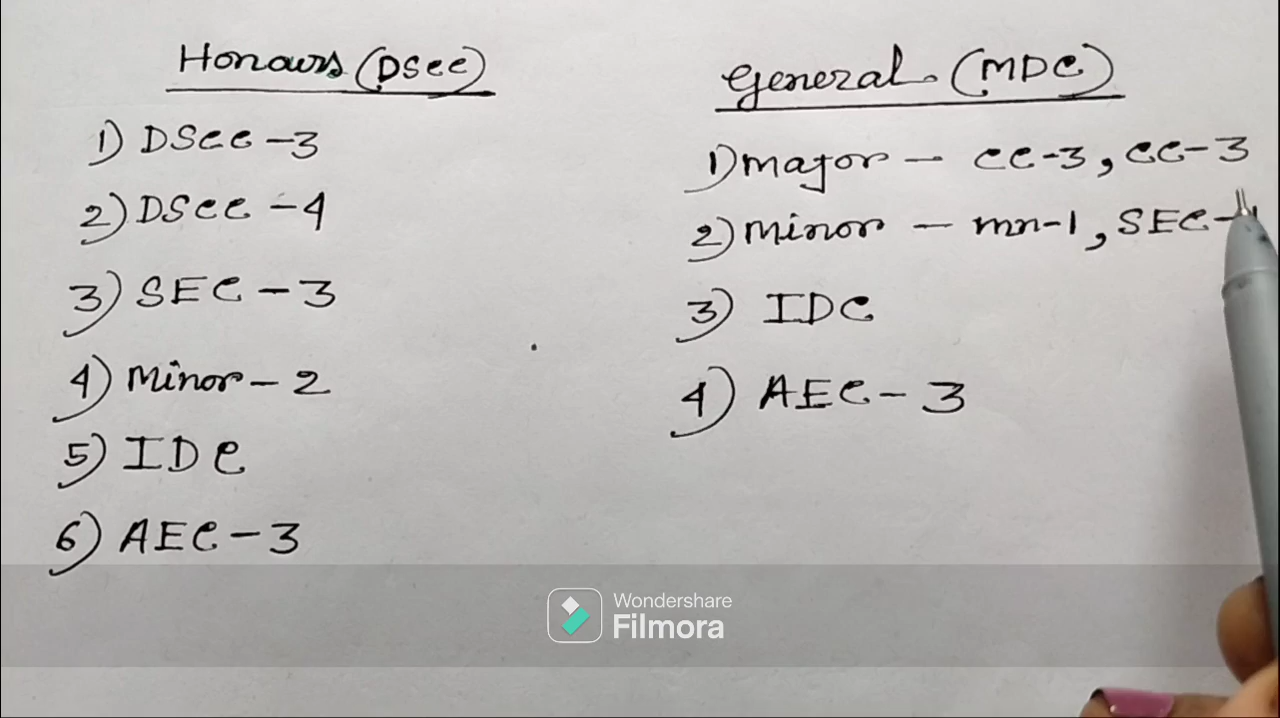 Honours (DSCC)
1) DSCC - 3
2) DSCC - 4
3) SEC - 3
4) Minor - 2
5) IDC
6) AEC - 3
General (MDC)
1) major - CC-3, CC-3
2) minor - mn-1, SEC-
3) IDC
4) AEC - 3
Wondershare
Filmora